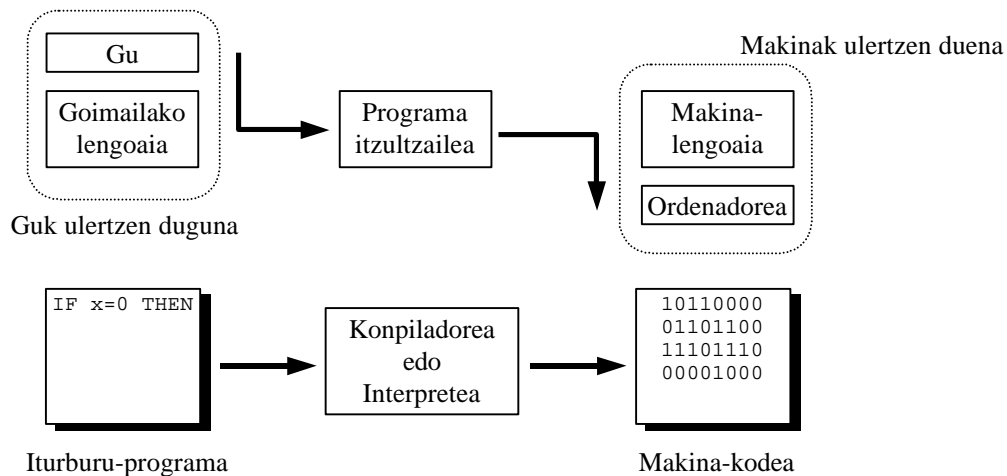 Gu
Goimailako
lengoaia
Guk ulertzen duguna
Programa
itzultzailea
Makinak ulertzen duena
Makina-
lengoaia
Ordenadorea
IF x=0 THEN
Iturburu-programa
Konpiladorea
edo
Interpretea
10110000
01101100
11101110
00001000
Makina-kodea